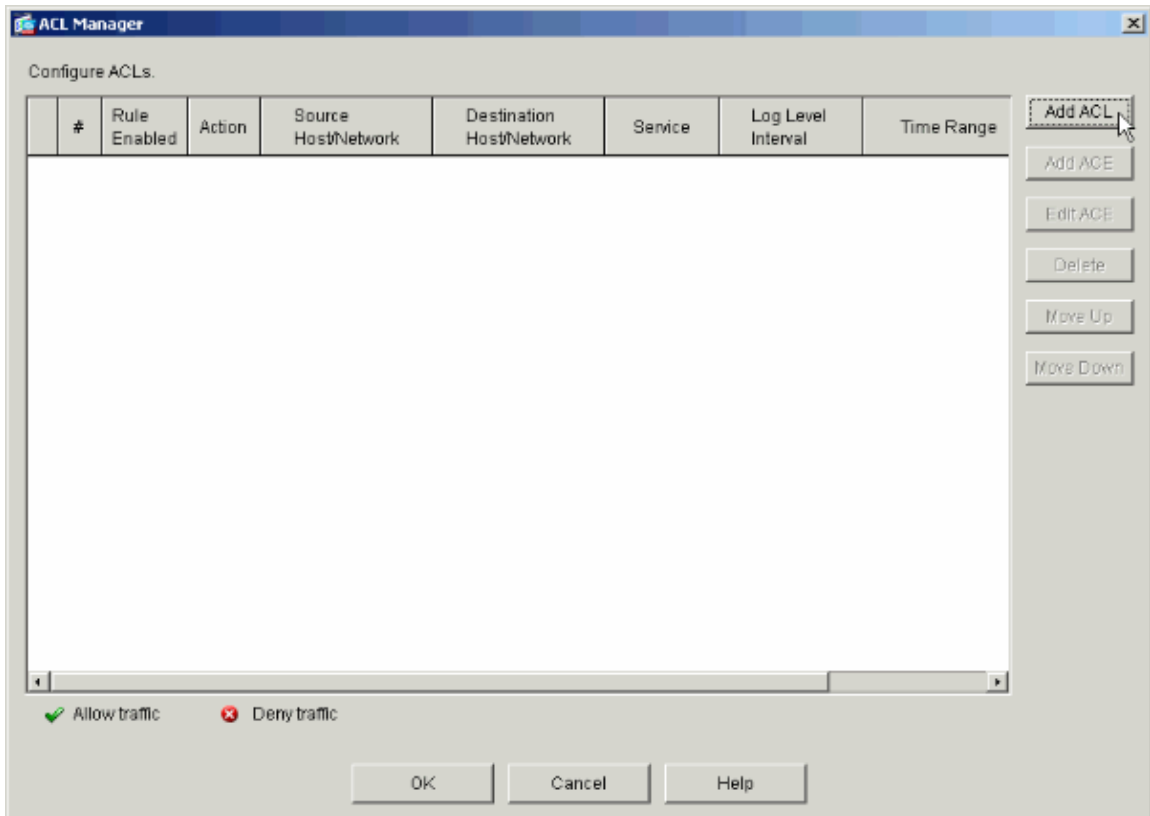 ACL Manager
Configure ACLs.
#
Rule
Enabled
Action
Source
Host/Network
Destination
Host/Network
Service
Log Level
Interval
Time Range
Add ACL
Add ACE
Edit ACE
Delete
Move Up
Move Down
Allow traffic
Deny traffic
OK
Cancel
Help